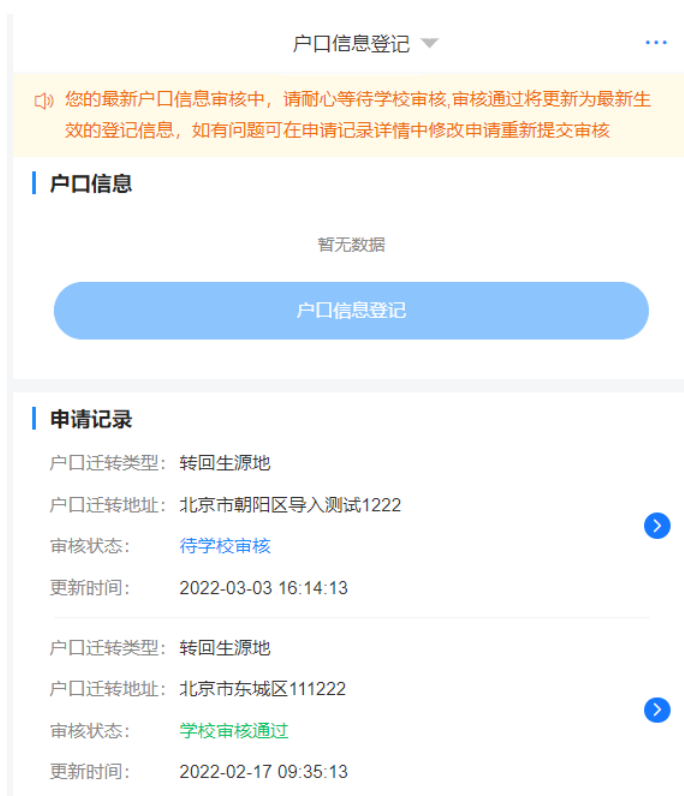 户口信息登记
您的最新户口信息审核中，请耐心等待学校审核,审核通过将更新为最新生
效的登记信息，如有问题可在申请记录详情中修改申请重新提交审核
户口信息
暂无数据
户口信息登记
申请记录
户口迁转类型：转回生源地
户口迁转地址：北京市朝阳区导入测试1222
审核状态：待学校审核
更新时间：2022-03-03 16:14:13
户口迁转类型：转回生源地
户口迁转地址：北京市东城区111222
审核状态：学校审核通过
更新时间：2022-02-17 09:35:13